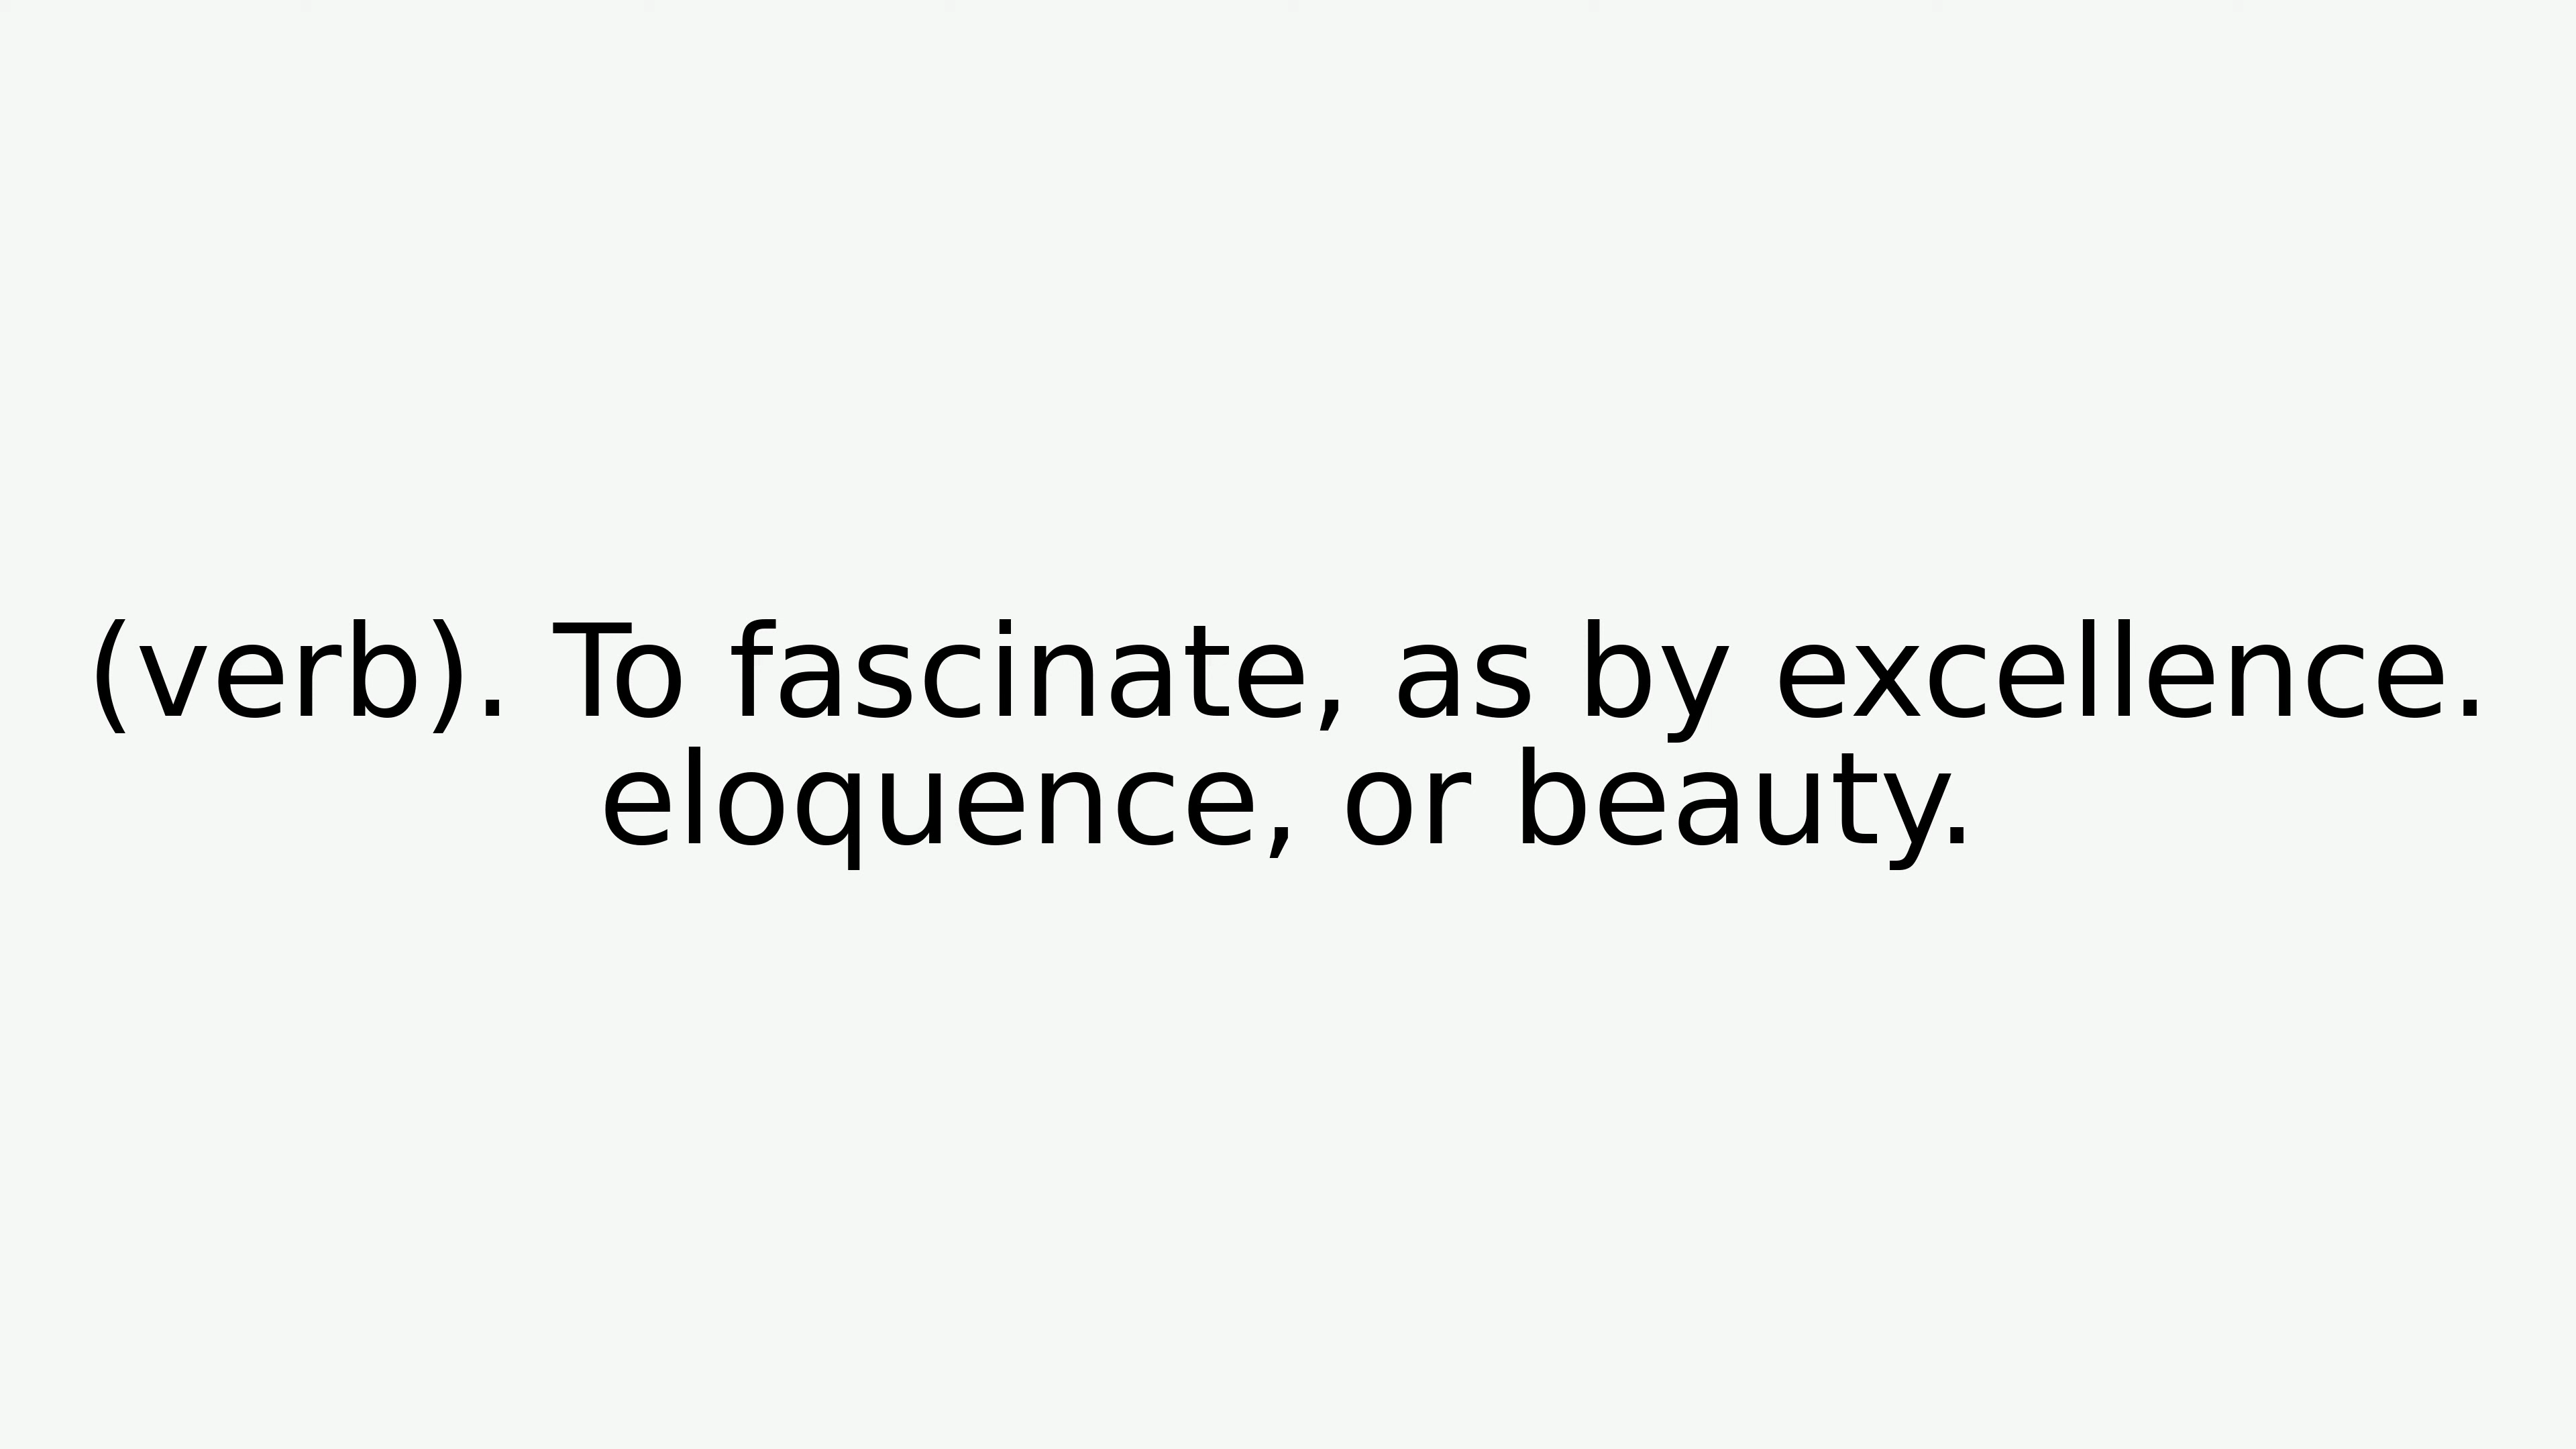 (verb). To fascinate, as by excellence.
eloquence, or beauty.